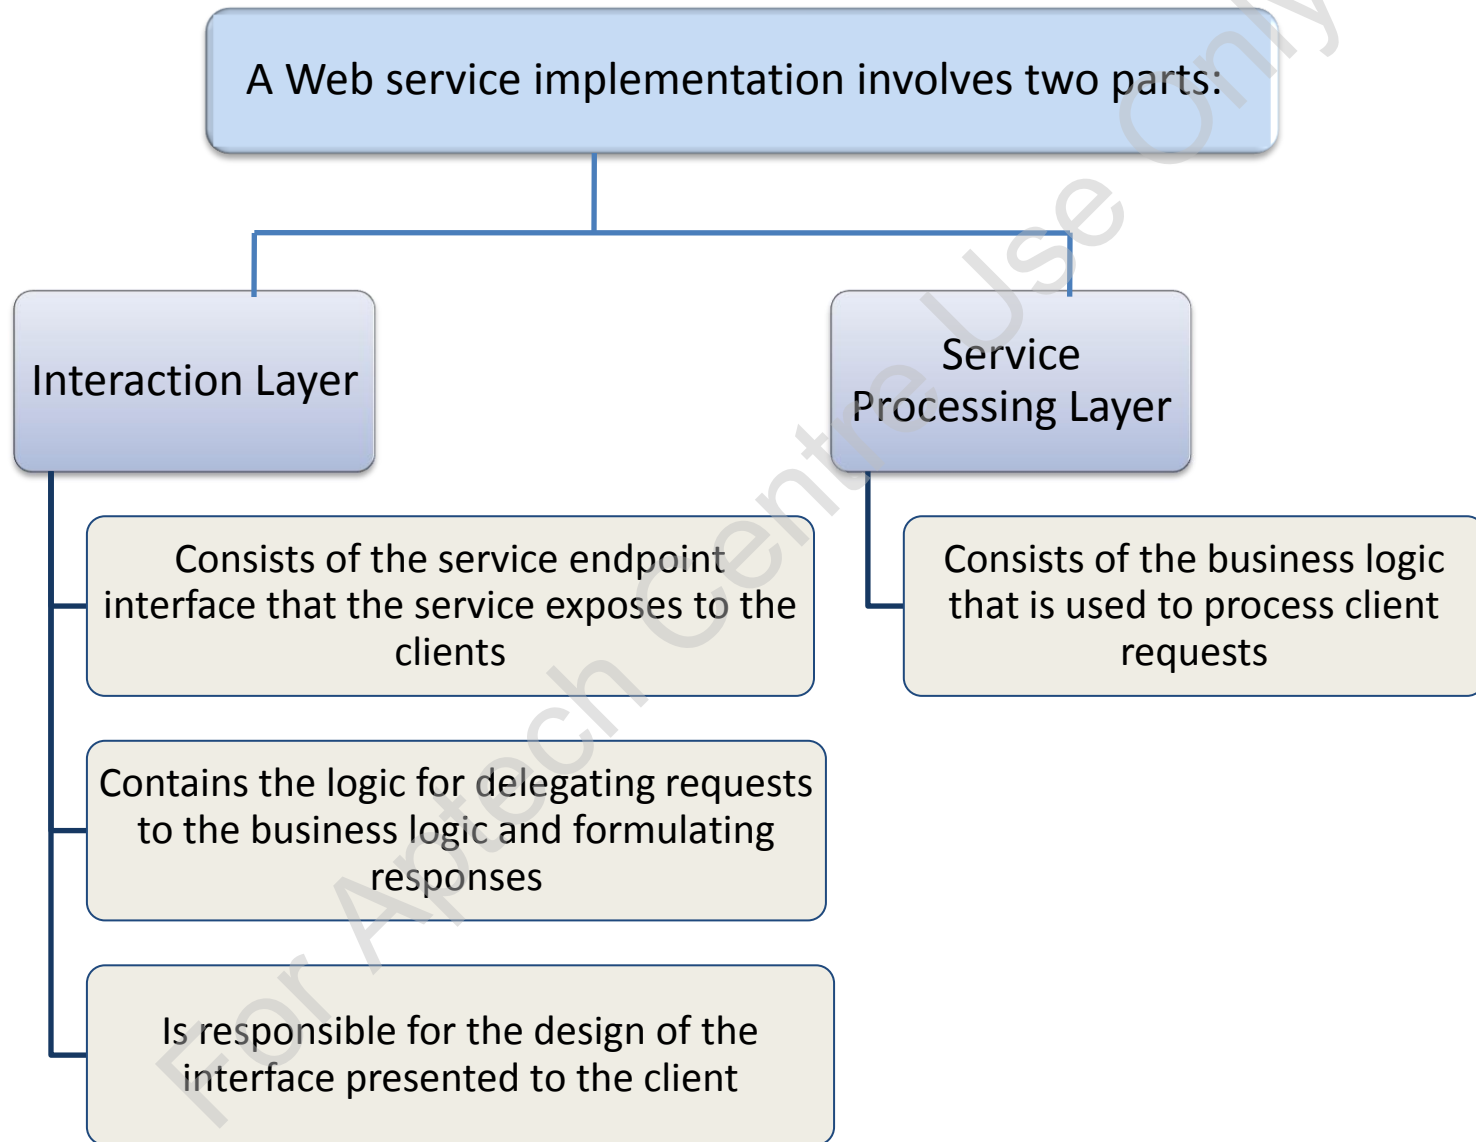 A Web service implementation involves two parts:
Interaction Layer
Service
Processing Layer
Consists of the service endpoint
interface that the service exposes to the
clients
Contains the logic for delegating requests
to the business logic and formulating
responses
Is responsible for the design of the
interface presented to the client
Consists of the business logic
that is used to process client
requests
For Aptech Centre Use Only